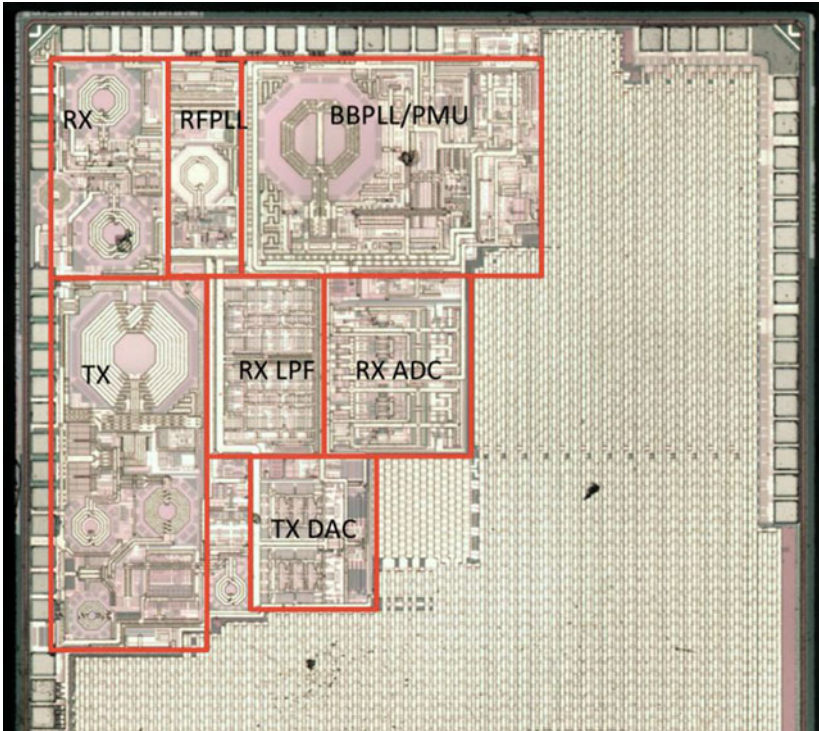 RX
RFPLL
BBPLL/PMU
TX
RX LPF
RX ADC
TX DAC